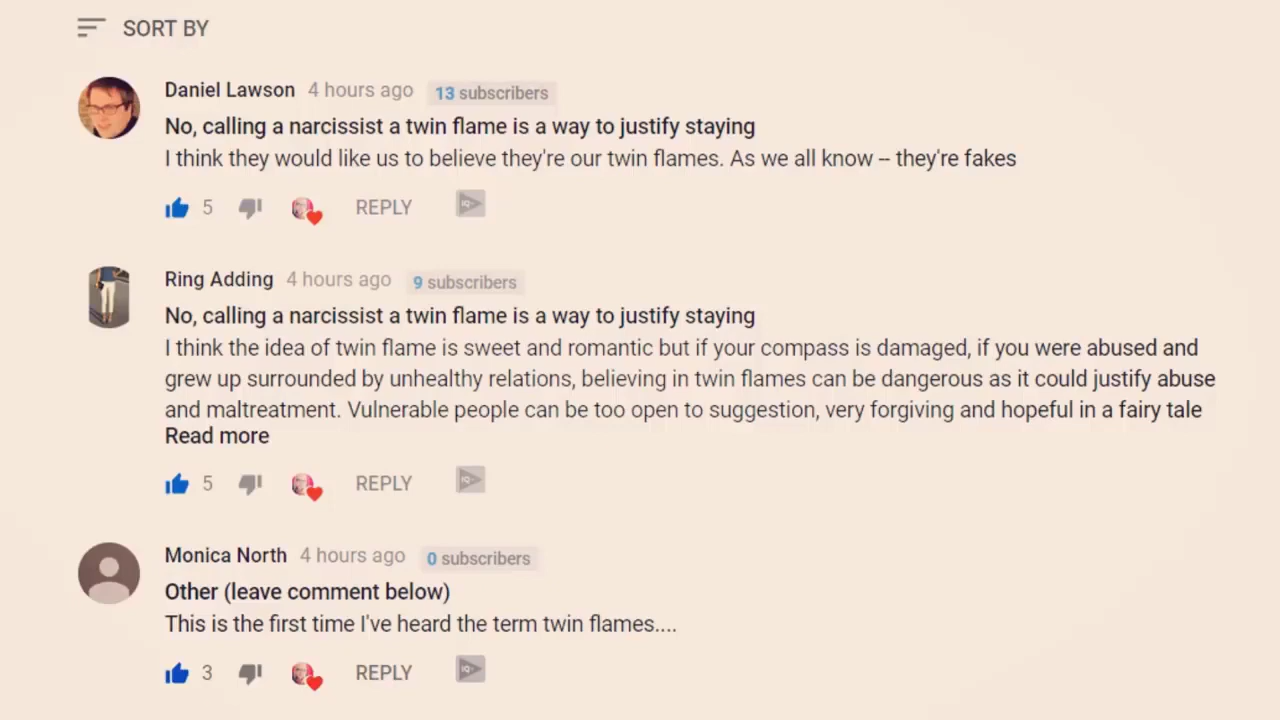 SORT BY
Daniel Lawson 4 hours ago 13 subscribers
No, calling a narcissist a twin flame is a way to justify staying
I think they would like us to believe they're our twin flames. As we all know -- they're fakes
5 REPLY
Ring Adding 4 hours ago 9 subscribers
No, calling a narcissist a twin flame is a way to justify staying
I think the idea of twin flame is sweet and romantic but if your compass is damaged, if you were abused and
grew up surrounded by unhealthy relations, believing in twin flames can be dangerous as it could justify abuse
and maltreatment. Vulnerable people can be too open to suggestion, very forgiving and hopeful in a fairy tale
Read more
5 REPLY
Monica North 4 hours ago 0 subscribers
Other (leave comment below)
This is the first time I've heard the term twin flames....
3 REPLY